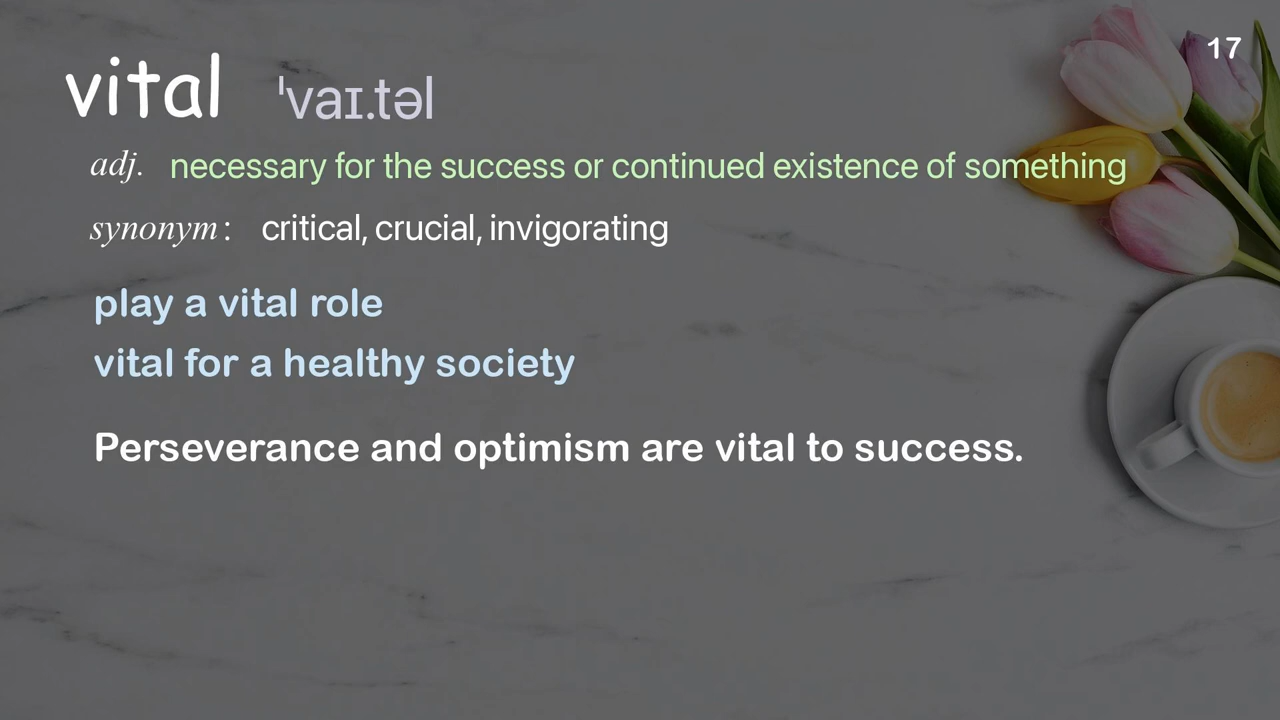 17
vital ˈvaɪ.təl
adj. necessary for the success or continued existence of something
synonym: critical, crucial, invigorating
play a vital role
vital for a healthy society
Perseverance and optimism are vital to success.